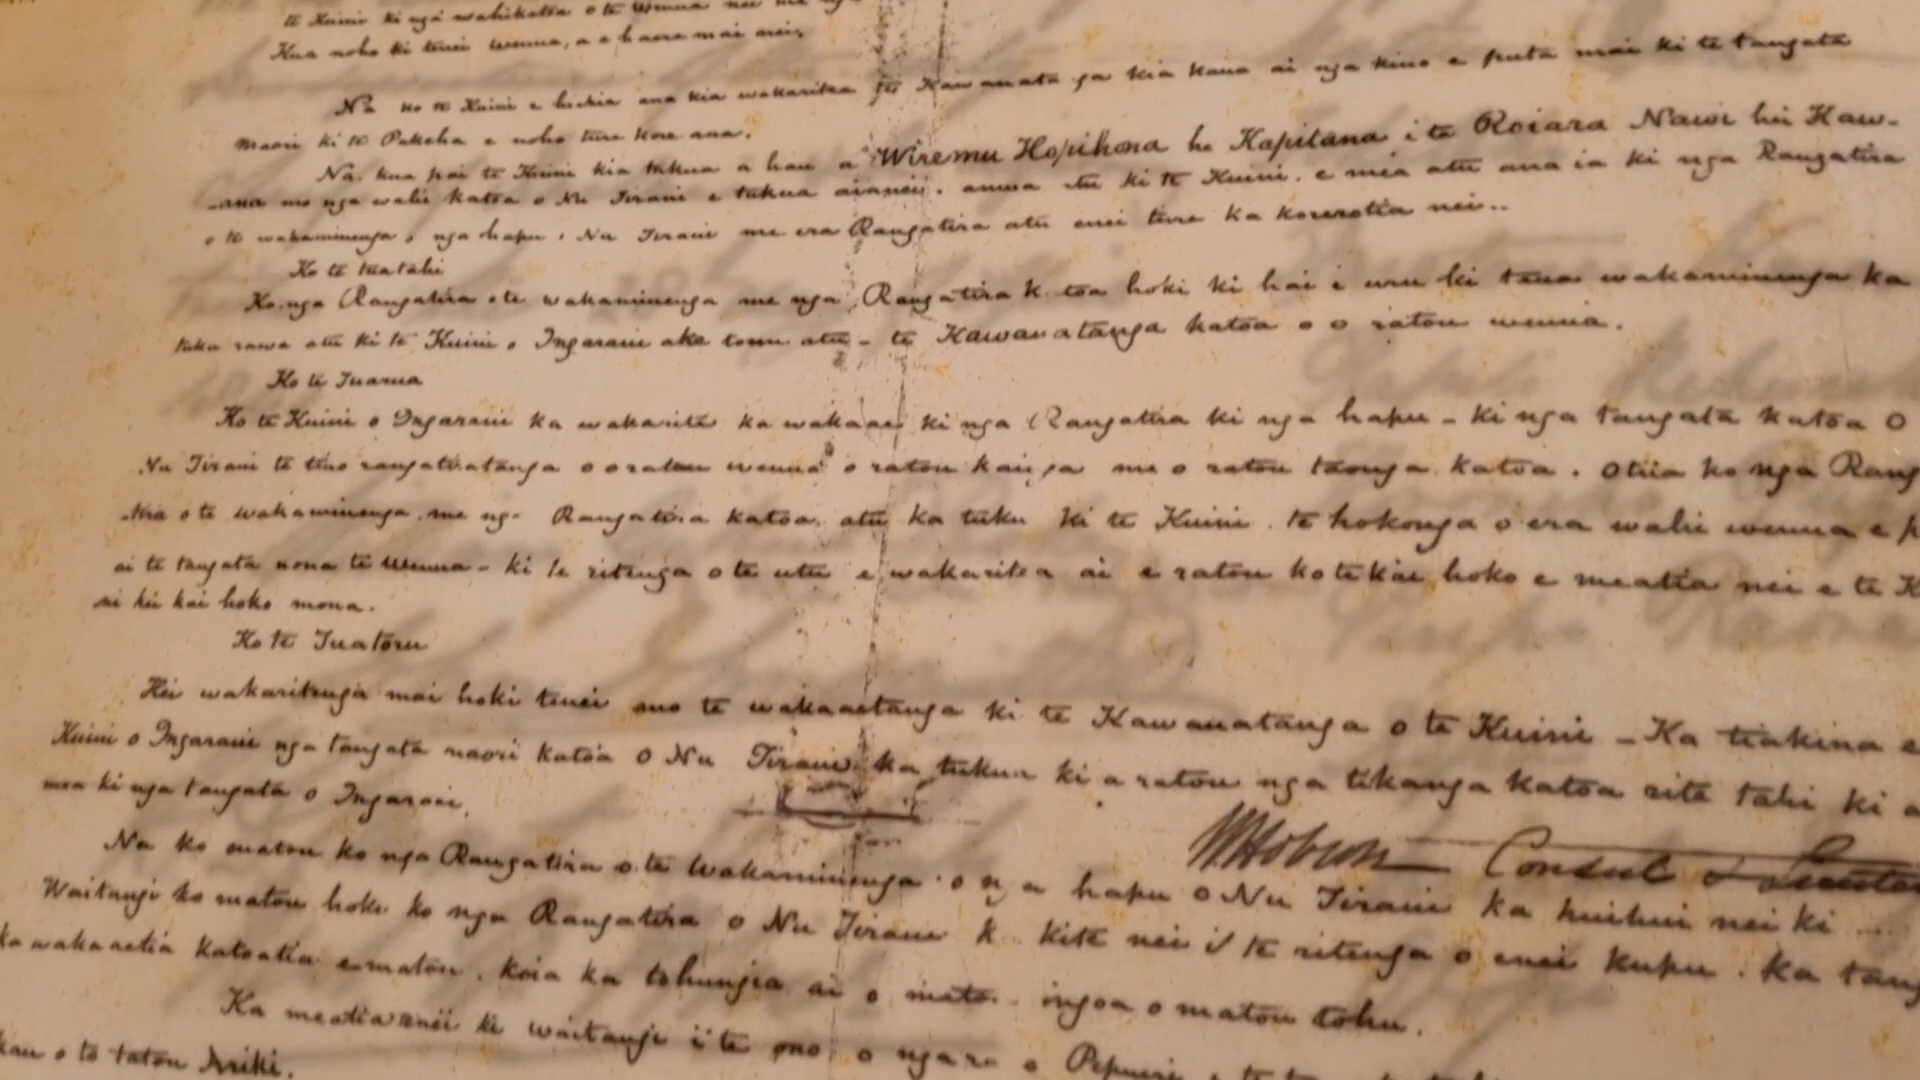 te Kuini ki nga wahikatoa o te Wenua nei me nga
Kua noho ki tenei wenua, a e haere mai nei.
Na ko te Kuini e hiahia ana kia wakaritea te Kawanata ga kia kaua ai nga kino e puta mai ki te tangata
Maori ki te Pakeha e noho ture kore ana.
Na, kua pai te Kuini kia tukua a hau a Wiremu Hopihona he Kapitana i te Roiara Nawi hei Kaw-
-ana mo nga wahi katoa o Nu Tirani e tukua aianei. amua atu ki te Kuini. e mea atu ana ia ki nga Rangatira
o te wakaminenga o nga hapu o Nu Tirani me era Rangatira atu enei ture ka korerotia nei..
Ko te tuatahi
Ko nga Rangatira o te wakaminenga me nga Rangatira k toa hoki ki hai i uru ki taua wakaminenga ka
tuku rawa atu ki te Kuini o Ingarani ake tonu atu - te Kawanatanga katoa o o ratou wenua.
Ko te Tuarua
Ko te Kuini o Ingarani ka wakarite ka wakaae ki nga Rangatira ki nga hapu - ki nga tangata katoa o
Nu Tirani te tino rangatiratanga o o ratou wenua o ratou kainga me o ratou taonga katoa. Otiia ko nga Rang
-tira o te wakaminenga, me nga Rangatira katoa atu ka tuku ki te Kuini te hokonga o era wahi wenua e p
ai te tangata nona te Wenua - ki te ritenga o te utu e wakaritea ai e ratou ko te kai hoko e meatia nei e te K
ni hei kai hoko mona.
Ko te Tuatoru
Hei wakaritenga mai hoki tenei mo te wakaaetanga ki te Kawanatanga o te Kuini - Ka tiakina e
Kuini o Ingarani nga tangata maori katoa o Nu Tirani ka tukua ki a ratou nga tikanga katoa rite tahi ki a
mea ki nga tangata o Ingarani.
W Hobson Consul & Lieuten
Na ko matou ko nga Rangatira o te Wakaminenga o nga hapu o Nu Tirani ka huihui nei ki ...
Waitangi ko matou hoki ko nga Rangatira o Nu Tirani k kite nei i te ritenga o enei kupu. Ka tang
ka wakaaetia katoatia e matou. Koia ka tohungia ai o mato ingoa o matou tohu.
Ka meatia tenei ki Waitangi i te ono o nga ra o Pepueri
kau o to tatou Ariki.